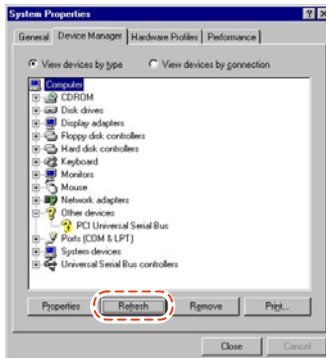 System Properties
General Device Manager Hardware Profiles Performance
View devices by type View devices by connection
Computer
CDROM
Disk drives
Display adapters
Floppy disk controllers
Hard disk controllers
Keyboard
Monitors
Mouse
Network adapters
Other devices
PCI Universal Serial Bus
Ports (COM & LPT)
System devices
Universal Serial Bus controllers
Properties Refresh Remove Print...
Close Cancel